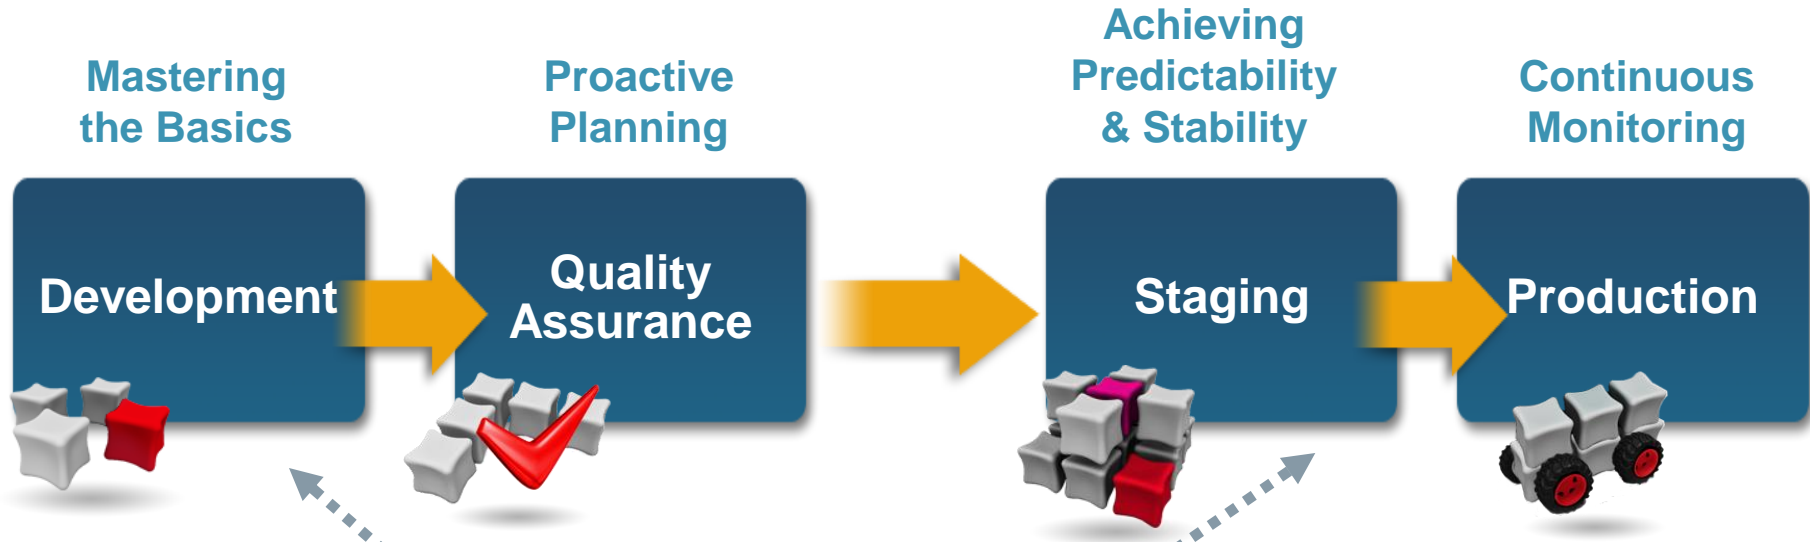 Mastering
the Basics
Proactive
Planning
Achieving
Predictability
& Stability
Continuous
Monitoring
Development
Quality
Assurance
Staging
Production